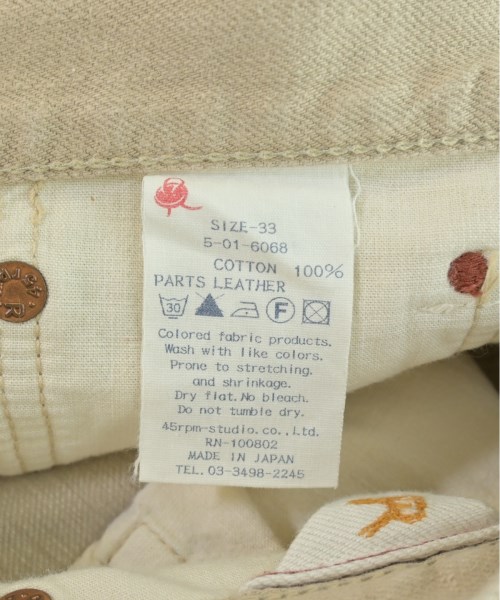 SIZE-33
5-01-6068
COTTON 100%
PARTS LEATHER
30 F
Colored fabric products.
Wash with like colors.
Prone to stretching.
and shrinkage.
Dry flat. No bleach.
Do not tumble dry.
45rpm-studio.co.,Ltd.
RN-100802
MADE IN JAPAN
TEL. 03-3498-2245
R
R